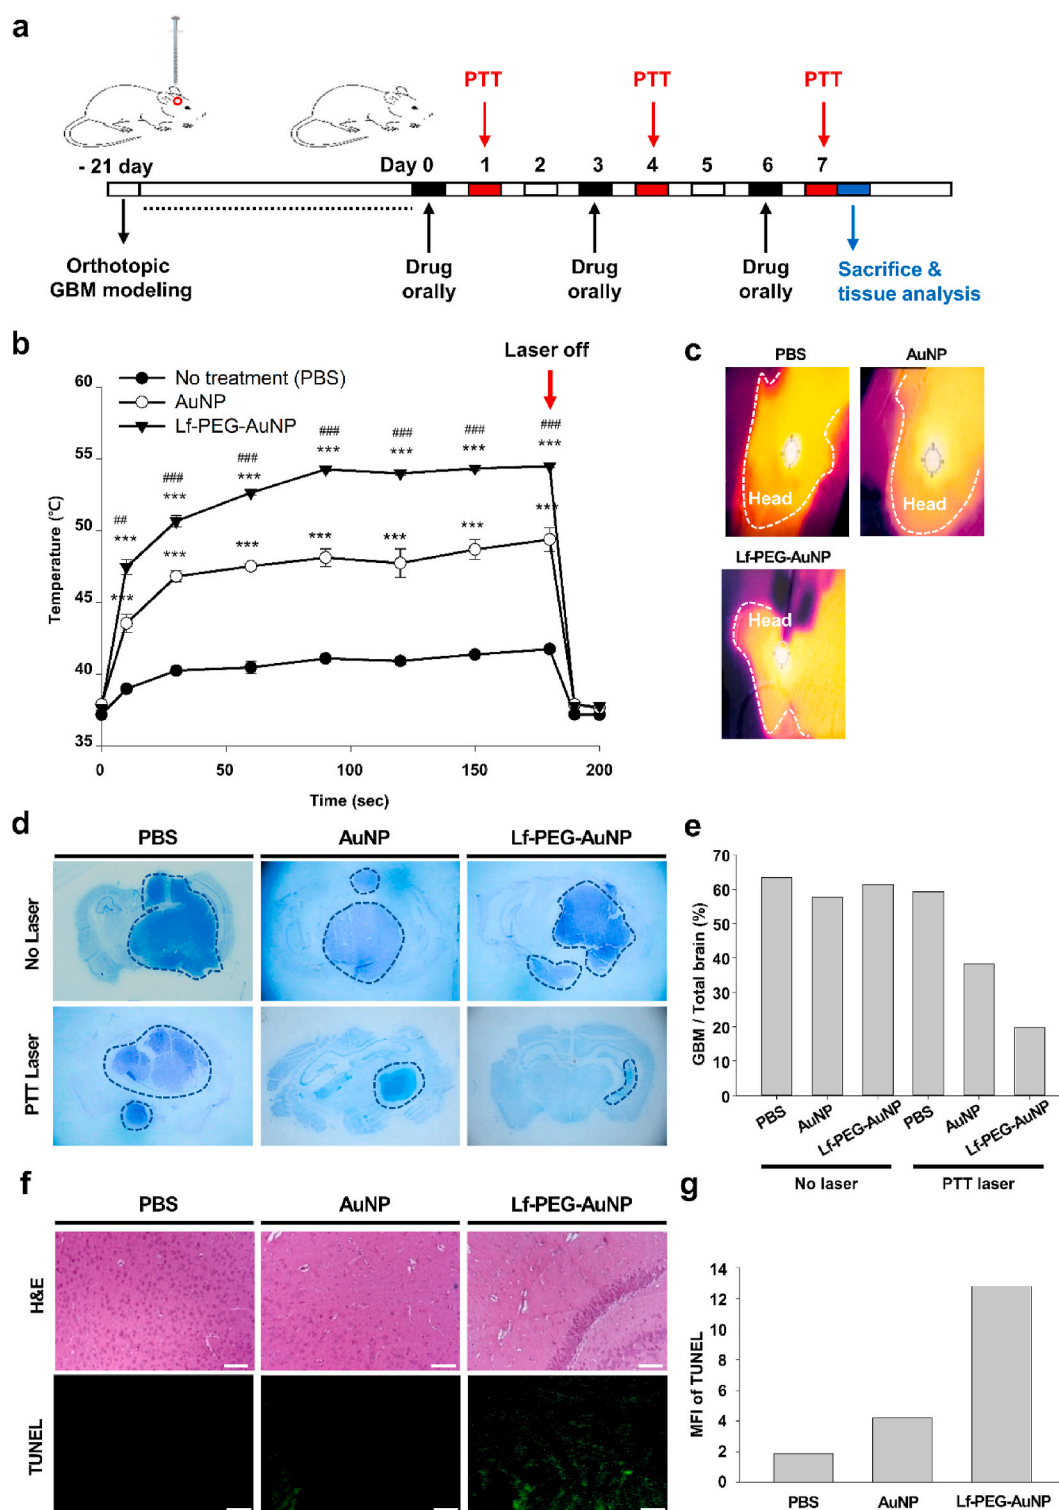 a
PTT PTT PTT
- 21 day Day 0 1 2 3 4 5 6 7
Orthotopic
GBM modeling
Drug
orally
Drug
orally
Drug
orally
Sacrifice &
tissue analysis
b
Laser off
No treatment (PBS)
AuNP
Lf-PEG-AuNP
Temperature (℃)
60
55
50
45
40
35
## ### ### ### ### ### ###
*** *** *** *** *** *** ***
*** *** *** *** *** *** ***
0 50 100 150 200
Time (sec)
c
PBS AuNP
Head Head
Lf-PEG-AuNP
Head
d
PBS AuNP Lf-PEG-AuNP
No Laser
PTT Laser
e
GBM / Total brain (%)
70
60
50
40
30
20
10
0
PBS AuNP Lf-PEG-AuNP PBS AuNP Lf-PEG-AuNP
No laser PTT laser
f
PBS AuNP Lf-PEG-AuNP
H&E
TUNEL
g
MFI of TUNEL
14
12
10
8
6
4
2
0
PBS AuNP Lf-PEG-AuNP